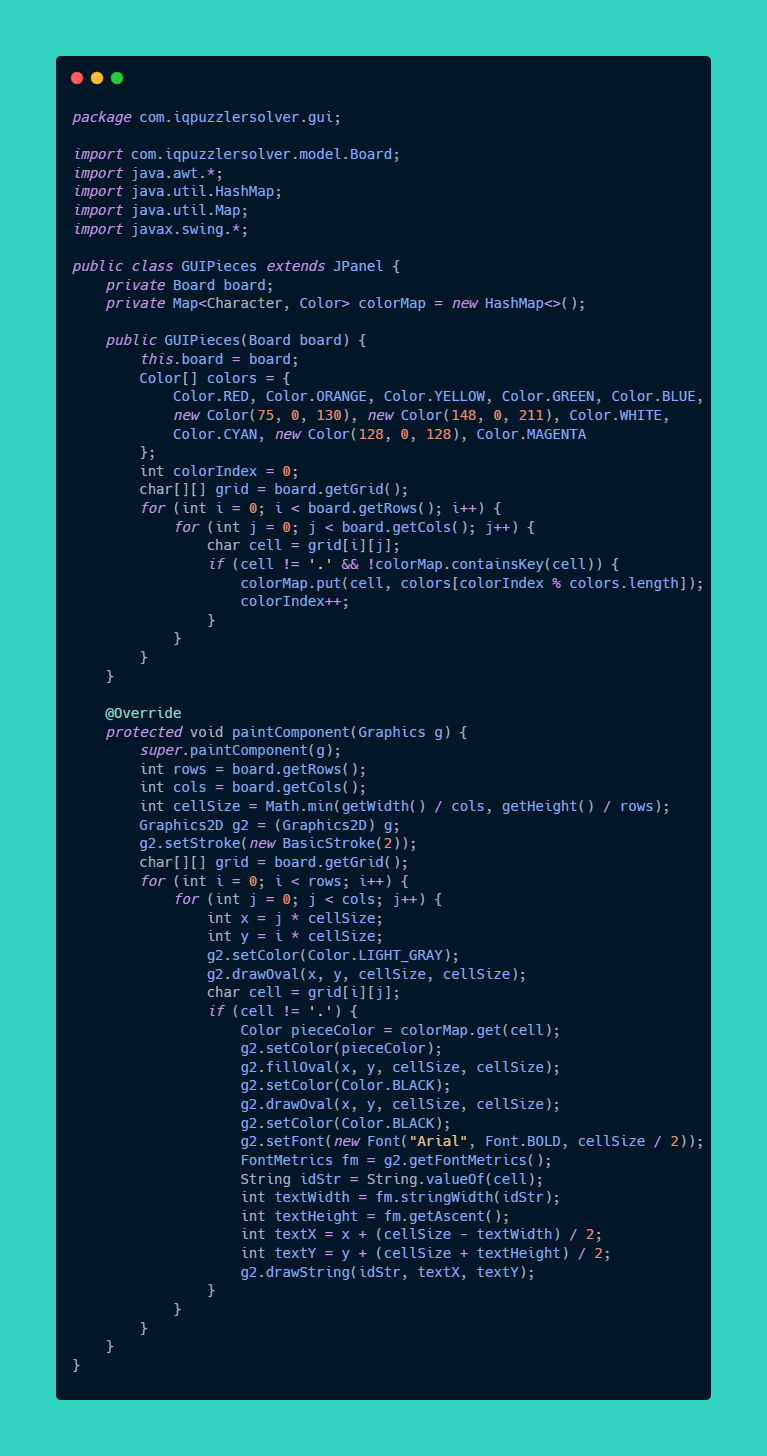 package com.iqpuzzlersolver.gui;

import com.iqpuzzlersolver.model.Board;
import java.awt.*;
import java.util.HashMap;
import java.util.Map;
import javax.swing.*;

public class GUIPieces extends JPanel {
    private Board board;
    private Map<Character, Color> colorMap = new HashMap<>();

    public GUIPieces(Board board) {
        this.board = board;
        Color[] colors = {
            Color.RED, Color.ORANGE, Color.YELLOW, Color.GREEN, Color.BLUE,
            new Color(75, 0, 130), new Color(148, 0, 211), Color.WHITE,
            Color.CYAN, new Color(128, 0, 128), Color.MAGENTA
        };
        int colorIndex = 0;
        char[][] grid = board.getGrid();
        for (int i = 0; i < board.getRows(); i++) {
            for (int j = 0; j < board.getCols(); j++) {
                char cell = grid[i][j];
                if (cell != '.' && !colorMap.containsKey(cell)) {
                    colorMap.put(cell, colors[colorIndex % colors.length]);
                    colorIndex++;
                }
            }
        }
    }

    @Override
    protected void paintComponent(Graphics g) {
        super.paintComponent(g);
        int rows = board.getRows();
        int cols = board.getCols();
        int cellSize = Math.min(getWidth() / cols, getHeight() / rows);
        Graphics2D g2 = (Graphics2D) g;
        g2.setStroke(new BasicStroke(2));
        char[][] grid = board.getGrid();
        for (int i = 0; i < rows; i++) {
            for (int j = 0; j < cols; j++) {
                int x = j * cellSize;
                int y = i * cellSize;
                g2.setColor(Color.LIGHT_GRAY);
                g2.drawOval(x, y, cellSize, cellSize);
                char cell = grid[i][j];
                if (cell != '.') {
                    Color pieceColor = colorMap.get(cell);
                    g2.setColor(pieceColor);
                    g2.fillOval(x, y, cellSize, cellSize);
                    g2.setColor(Color.BLACK);
                    g2.drawOval(x, y, cellSize, cellSize);
                    g2.setColor(Color.BLACK);
                    g2.setFont(new Font("Arial", Font.BOLD, cellSize / 2));
                    FontMetrics fm = g2.getFontMetrics();
                    String idStr = String.valueOf(cell);
                    int textWidth = fm.stringWidth(idStr);
                    int textHeight = fm.getAscent();
                    int textX = x + (cellSize - textWidth) / 2;
                    int textY = y + (cellSize + textHeight) / 2;
                    g2.drawString(idStr, textX, textY);
                }
            }
        }
    }
}